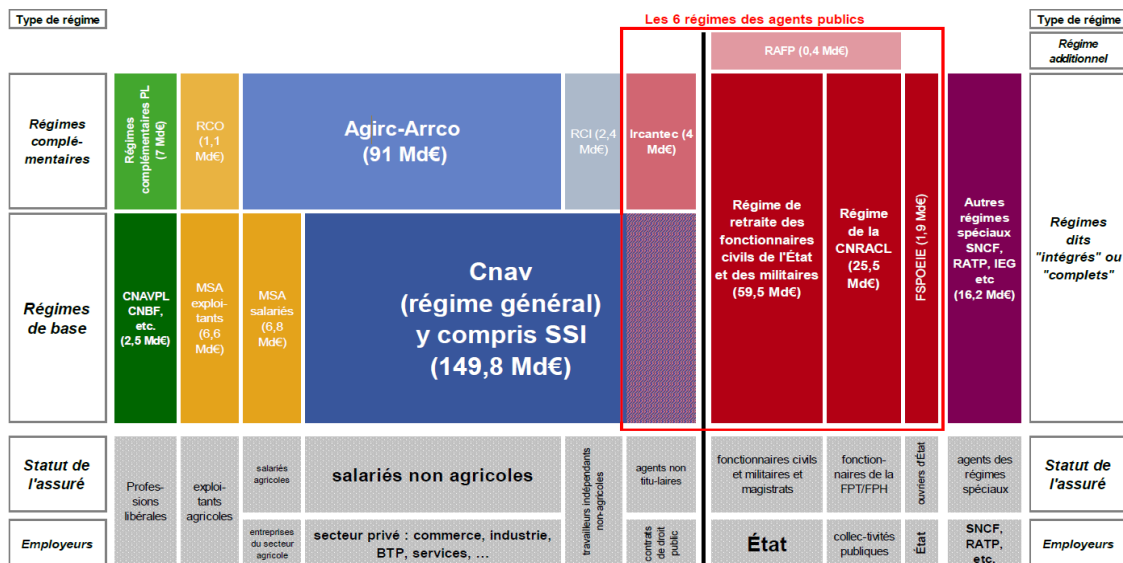 Les 6 régimes des agents publics
Type de régime
Type de régime
RAFP (0,4 Md€)
Régime
additionnel
Régimes
complé-
mentaires
Régimes
complémentaires PL
(7 Md€)
RCO
(1,1
Md€)
Agirc-Arrco
(91 Md€)
RCI (2,4
Md€)
Ircantec (4
Md€)
Régimes
de base
CNAVPL
CNBF,
etc.
(2,5 Md€)
MSA
exploi-
tants
(6,6
Md€)
MSA
salariés
(6,8
Md€)
Cnav
(régime général)
y compris SSI
(149,8 Md€)
Régime de
retraite des
fonctionnaires
civils de l'État
et des militaires
(59,5 Md€)
Régime
de la
CNRACL
(25,5
Md€)
FSPOEIE (1,9 Md€)
Autres
régimes
spéciaux
SNCF,
RATP, IEG
etc
(16,2 Md€)
Régimes
dits
"intégrés" ou
"complets"
Statut de
l'assuré
Profes-
sions
libérales
exploi-
tants
agricoles
salariés
agricoles
salariés non agricoles
travailleurs indépendants
non-agricoles
agents non
titu-laires
fonctionnaires civils
et militaires et
magistrats
fonction-
naires de la
FPT/FPH
ouvriers d'État
agents des
régimes
spéciaux
Statut de
l'assuré
Employeurs
entreprises
du secteur
agricole
secteur privé : commerce, industrie,
BTP, services, ...
contrats
de droit
public
État
collec-tivités
publiques
État
SNCF,
RATP,
etc.
Employeurs